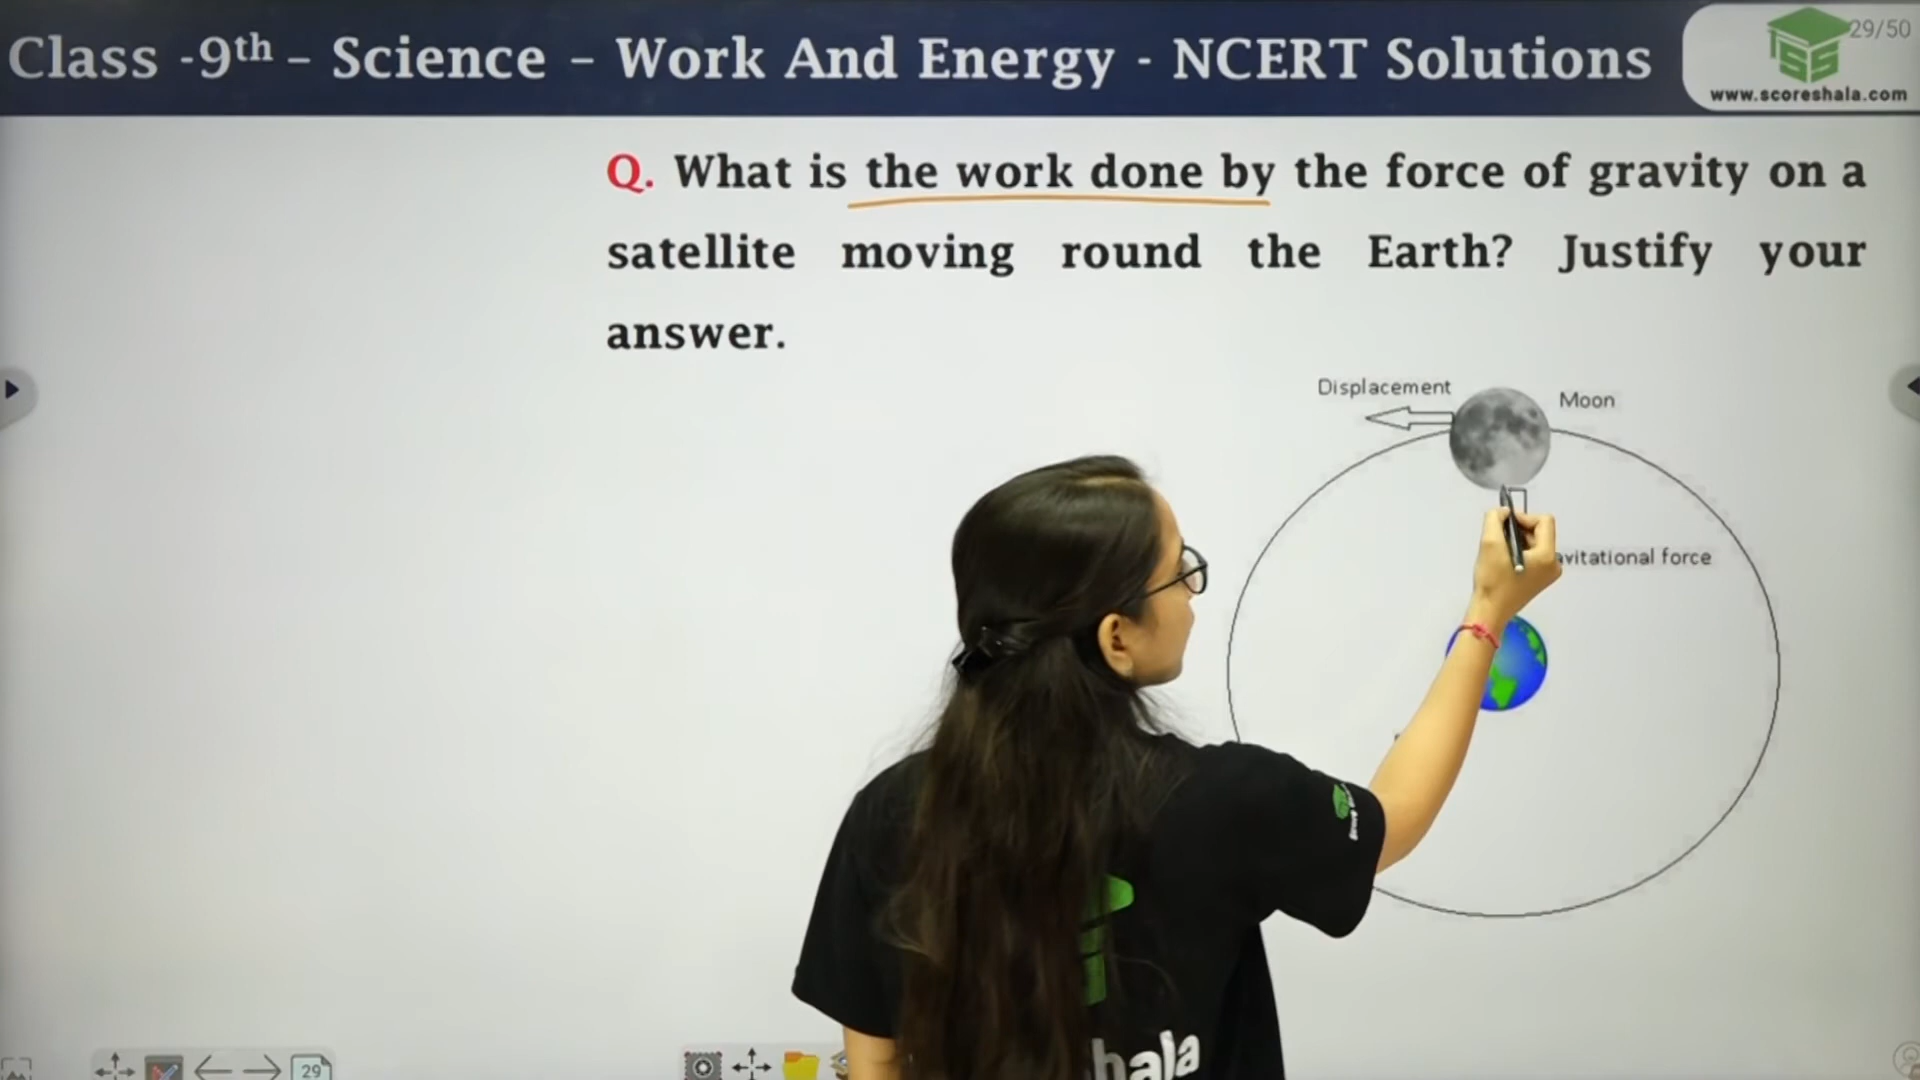 Class -9th – Science – Work And Energy - NCERT Solutions
29/50
www.scoreshala.com
Q. What is the work done by the force of gravity on a
satellite moving round the Earth? Justify your
answer.
Displacement
Moon
avitational force
hala
29